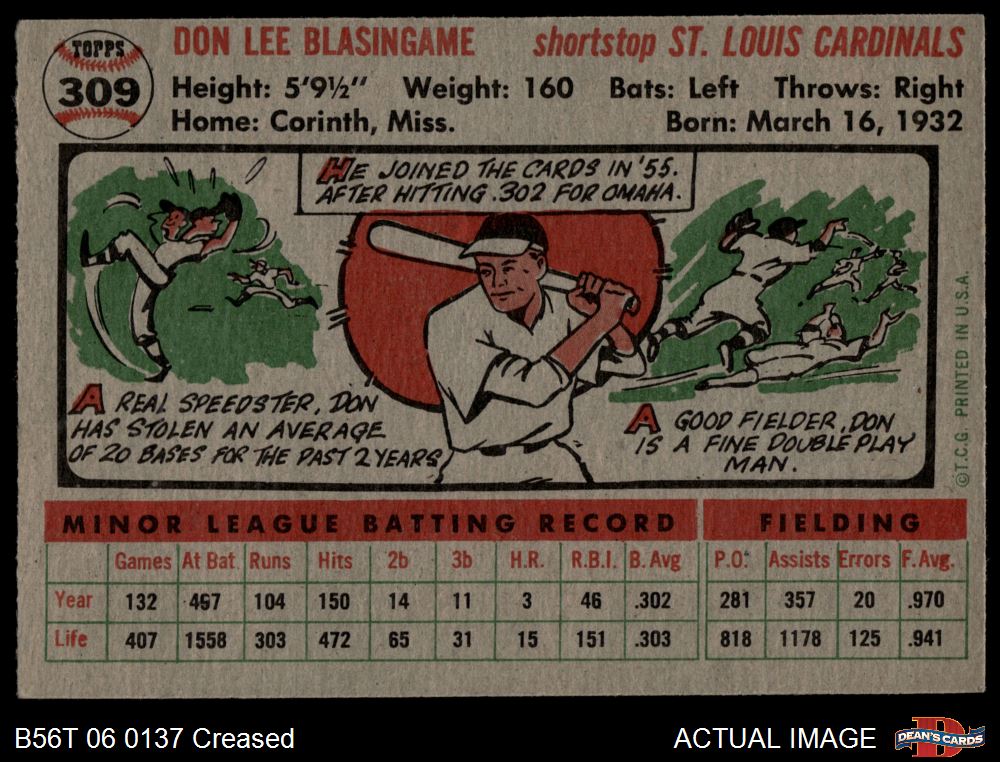 TOPPS
309
DON LEE BLASINGAME shortstop ST. LOUIS CARDINALS
Height: 5'9½" Weight: 160 Bats: Left Throws: Right
Home: Corinth, Miss. Born: March 16, 1932
HE JOINED THE CARDS IN '55.
AFTER HITTING .302 FOR OMAHA.
A REAL SPEEDSTER, DON
HAS STOLEN AN AVERAGE
OF 20 BASES FOR THE PAST 2 YEARS
A GOOD FIELDER, DON
IS A FINE DOUBLE PLAY
MAN.
©T.C.G. PRINTED IN U.S.A.
MINOR LEAGUE BATTING RECORD FIELDING
Games At Bat Runs Hits 2b 3b H.R. R.B.I. B. Avg P.O. Assists Errors F. Avg.
Year 132 497 104 150 14 11 3 46 .302 281 357 20 .970
Life 407 1558 303 472 65 31 15 151 .303 818 1178 125 .941
B56T 06 0137 Creased ACTUAL IMAGE DEAN'S CARDS